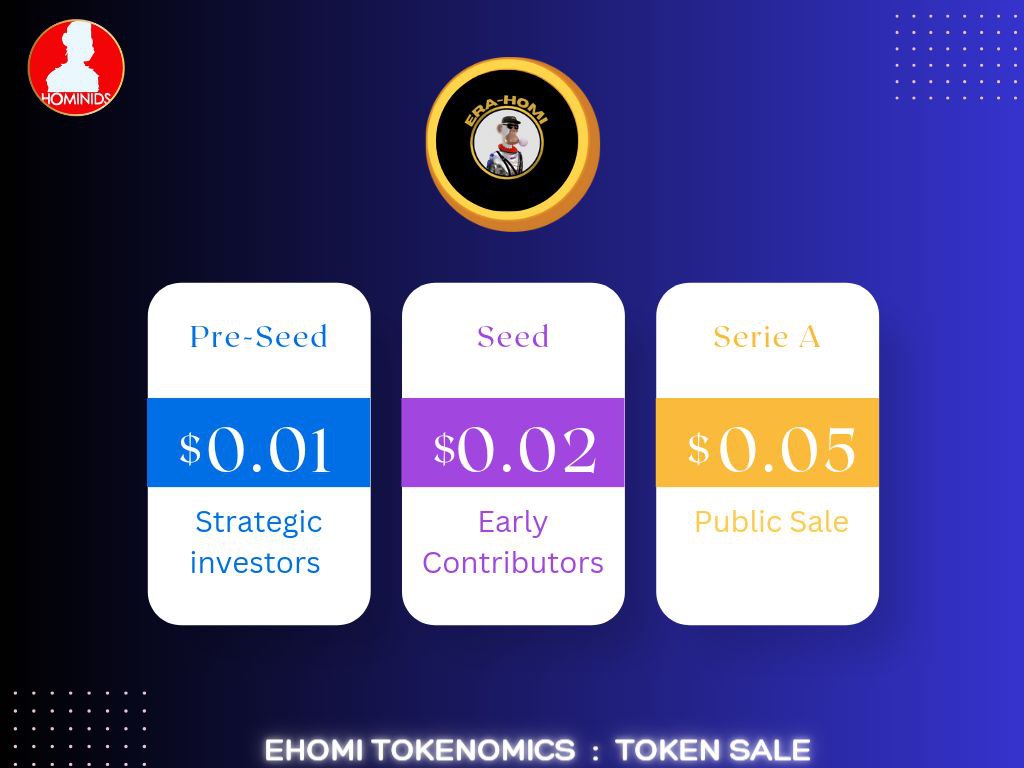 HOMINIDS
ERA-HOMI
Pre-Seed
$0.01
Strategic
investors
Seed
$0.02
Early
Contributors
Serie A
$0.05
Public Sale
EHOMI TOKENOMICS : TOKEN SALE